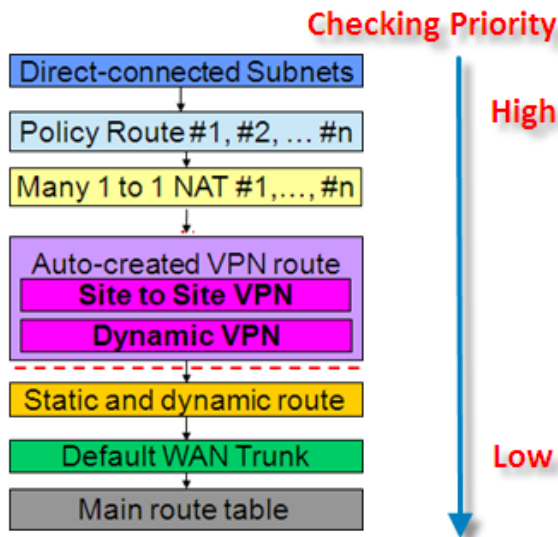 Checking Priority
Direct-connected Subnets
High
Policy Route #1, #2, ... #n
Many 1 to 1 NAT #1,..., #n
Auto-created VPN route
Site to Site VPN
Dynamic VPN
Static and dynamic route
Default WAN Trunk
Low
Main route table